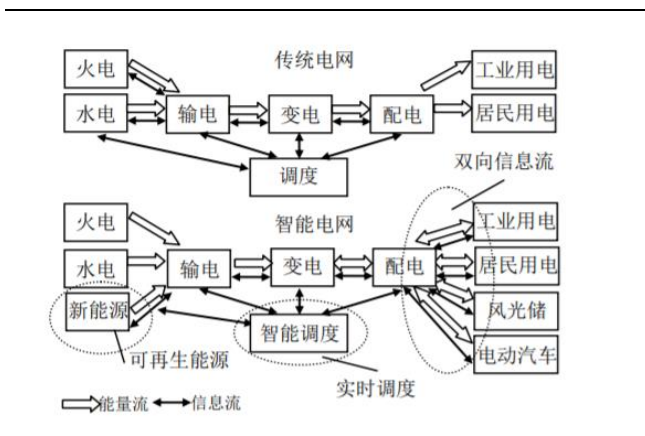 传统电网
火电
水电
输电
变电
配电
工业用电
居民用电
调度
双向信息流
智能电网
火电
水电
新能源
输电
变电
配电
工业用电
居民用电
风光储
电动汽车
智能调度
可再生能源
实时调度
能量流
信息流